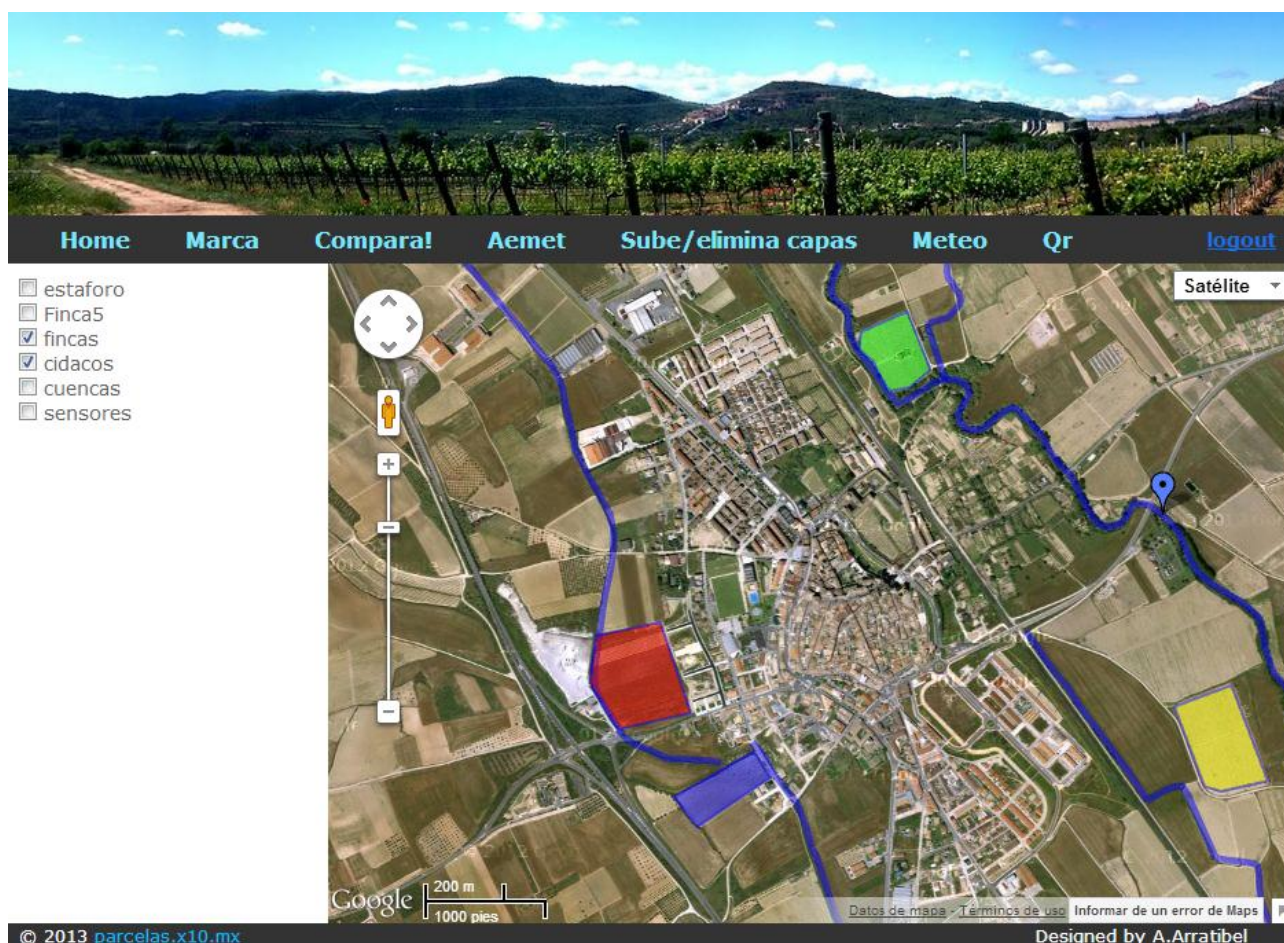 Home Marca Compara! Aemet Sube/elimina capas Meteo Qr logout
estaforo
Finca5
fincas
cidacos
cuencas
sensores
Satélite
Google
200 m
1000 pies
Datos de mapa - Términos de uso Informar de un error de Maps
© 2013 parcelas.x10.mx
Designed by A.Arratibel